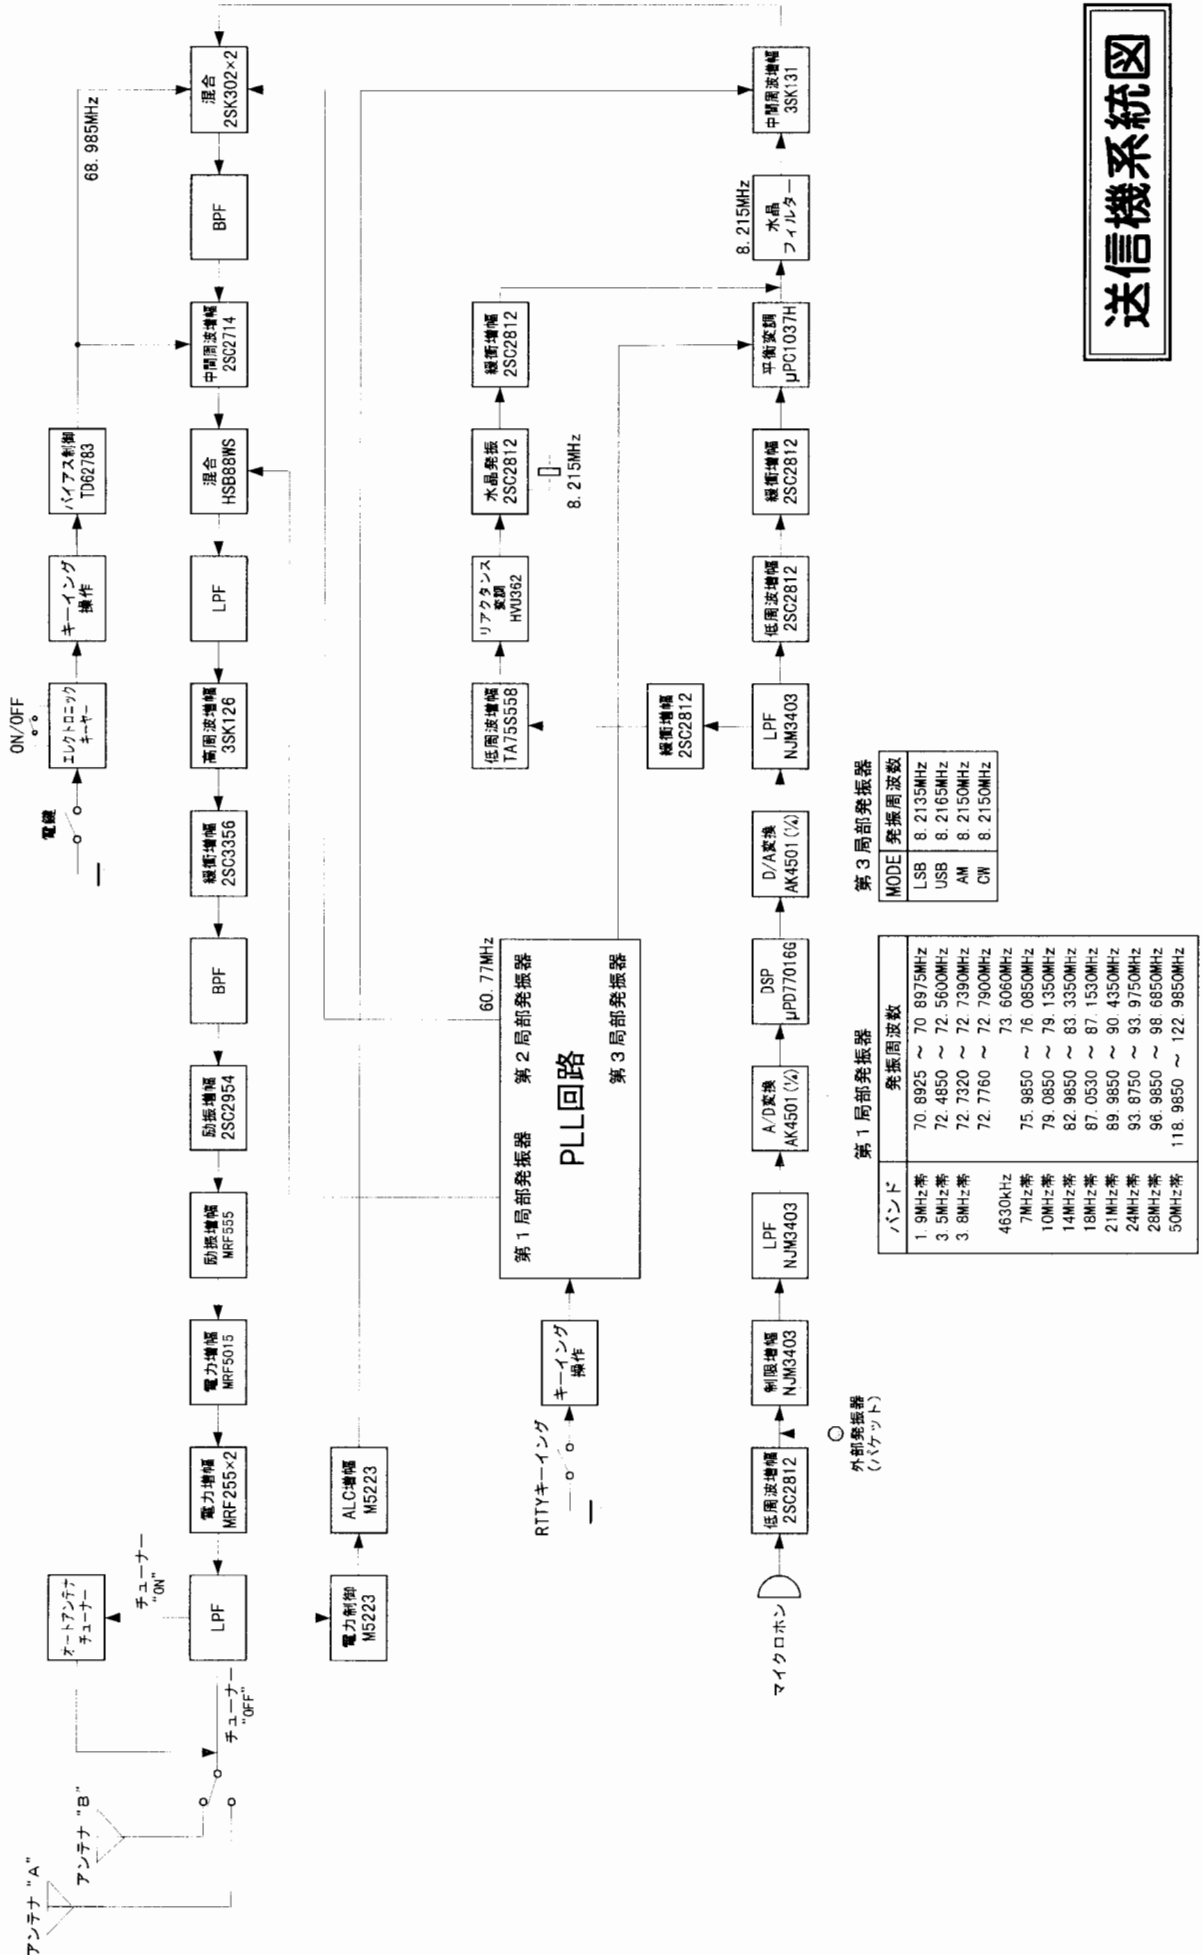 送信機系統図
アンテナ "A"
アンテナ "B"
オートアンテナ
チューナー
チューナー
"ON"
チューナー
"OFF"
LPF
電力増幅
MRF255×2
電力増幅
MRF5015
励振増幅
MRF555
励振増幅
2SC2954
BPF
緩衝増幅
2SC3356
高周波増幅
3SK126
LPF
混合
HSB88WS
中間周波増幅
2SC2714
BPF
混合
2SK302×2
68.985MHz
電鍵
ON/OFF
エレクトロニック
キーヤー
キーイング
操作
バイアス制御
TD62783
電力制御
M5223
ALC増幅
M5223
RTTYキーイング
キーイング
操作
第1局部発振器
第2局部発振器
PLL回路
第3局部発振器
60.77MHz
低周波増幅
TA75S558
リアクタンス
変調
HVU362
水晶発振
2SC2812
8.215MHz
緩衝増幅
2SC2812
緩衝増幅
2SC2812
マイクロホン
低周波増幅
2SC2812
外部発振器
(パケット)
制限増幅
NJM3403
LPF
NJM3403
A/D変換
AK4501(¼)
DSP
μPD77016G
D/A変換
AK4501(¼)
LPF
NJM3403
低周波増幅
2SC2812
緩衝増幅
2SC2812
平衡変調
μPC1037H
8.215MHz
水晶
フィルター
中間周波増幅
3SK131
第1局部発振器
バンド 発振周波数
1.9MHz帯 70.8925 ～ 70.8975MHz
3.5MHz帯 72.4850 ～ 72.5600MHz
3.8MHz帯 72.7320 ～ 72.7390MHz
72.7760 ～ 72.7900MHz
4630kHz 73.6060MHz
7MHz帯 75.9850 ～ 76.0850MHz
10MHz帯 79.0850 ～ 79.1350MHz
14MHz帯 82.9850 ～ 83.3350MHz
18MHz帯 87.0530 ～ 87.1530MHz
21MHz帯 89.9850 ～ 90.4350MHz
24MHz帯 93.8750 ～ 93.9750MHz
28MHz帯 96.9850 ～ 98.6850MHz
50MHz帯 118.9850 ～ 122.9850MHz
第3局部発振器
MODE 発振周波数
LSB 8.2135MHz
USB 8.2165MHz
AM 8.2150MHz
CW 8.2150MHz